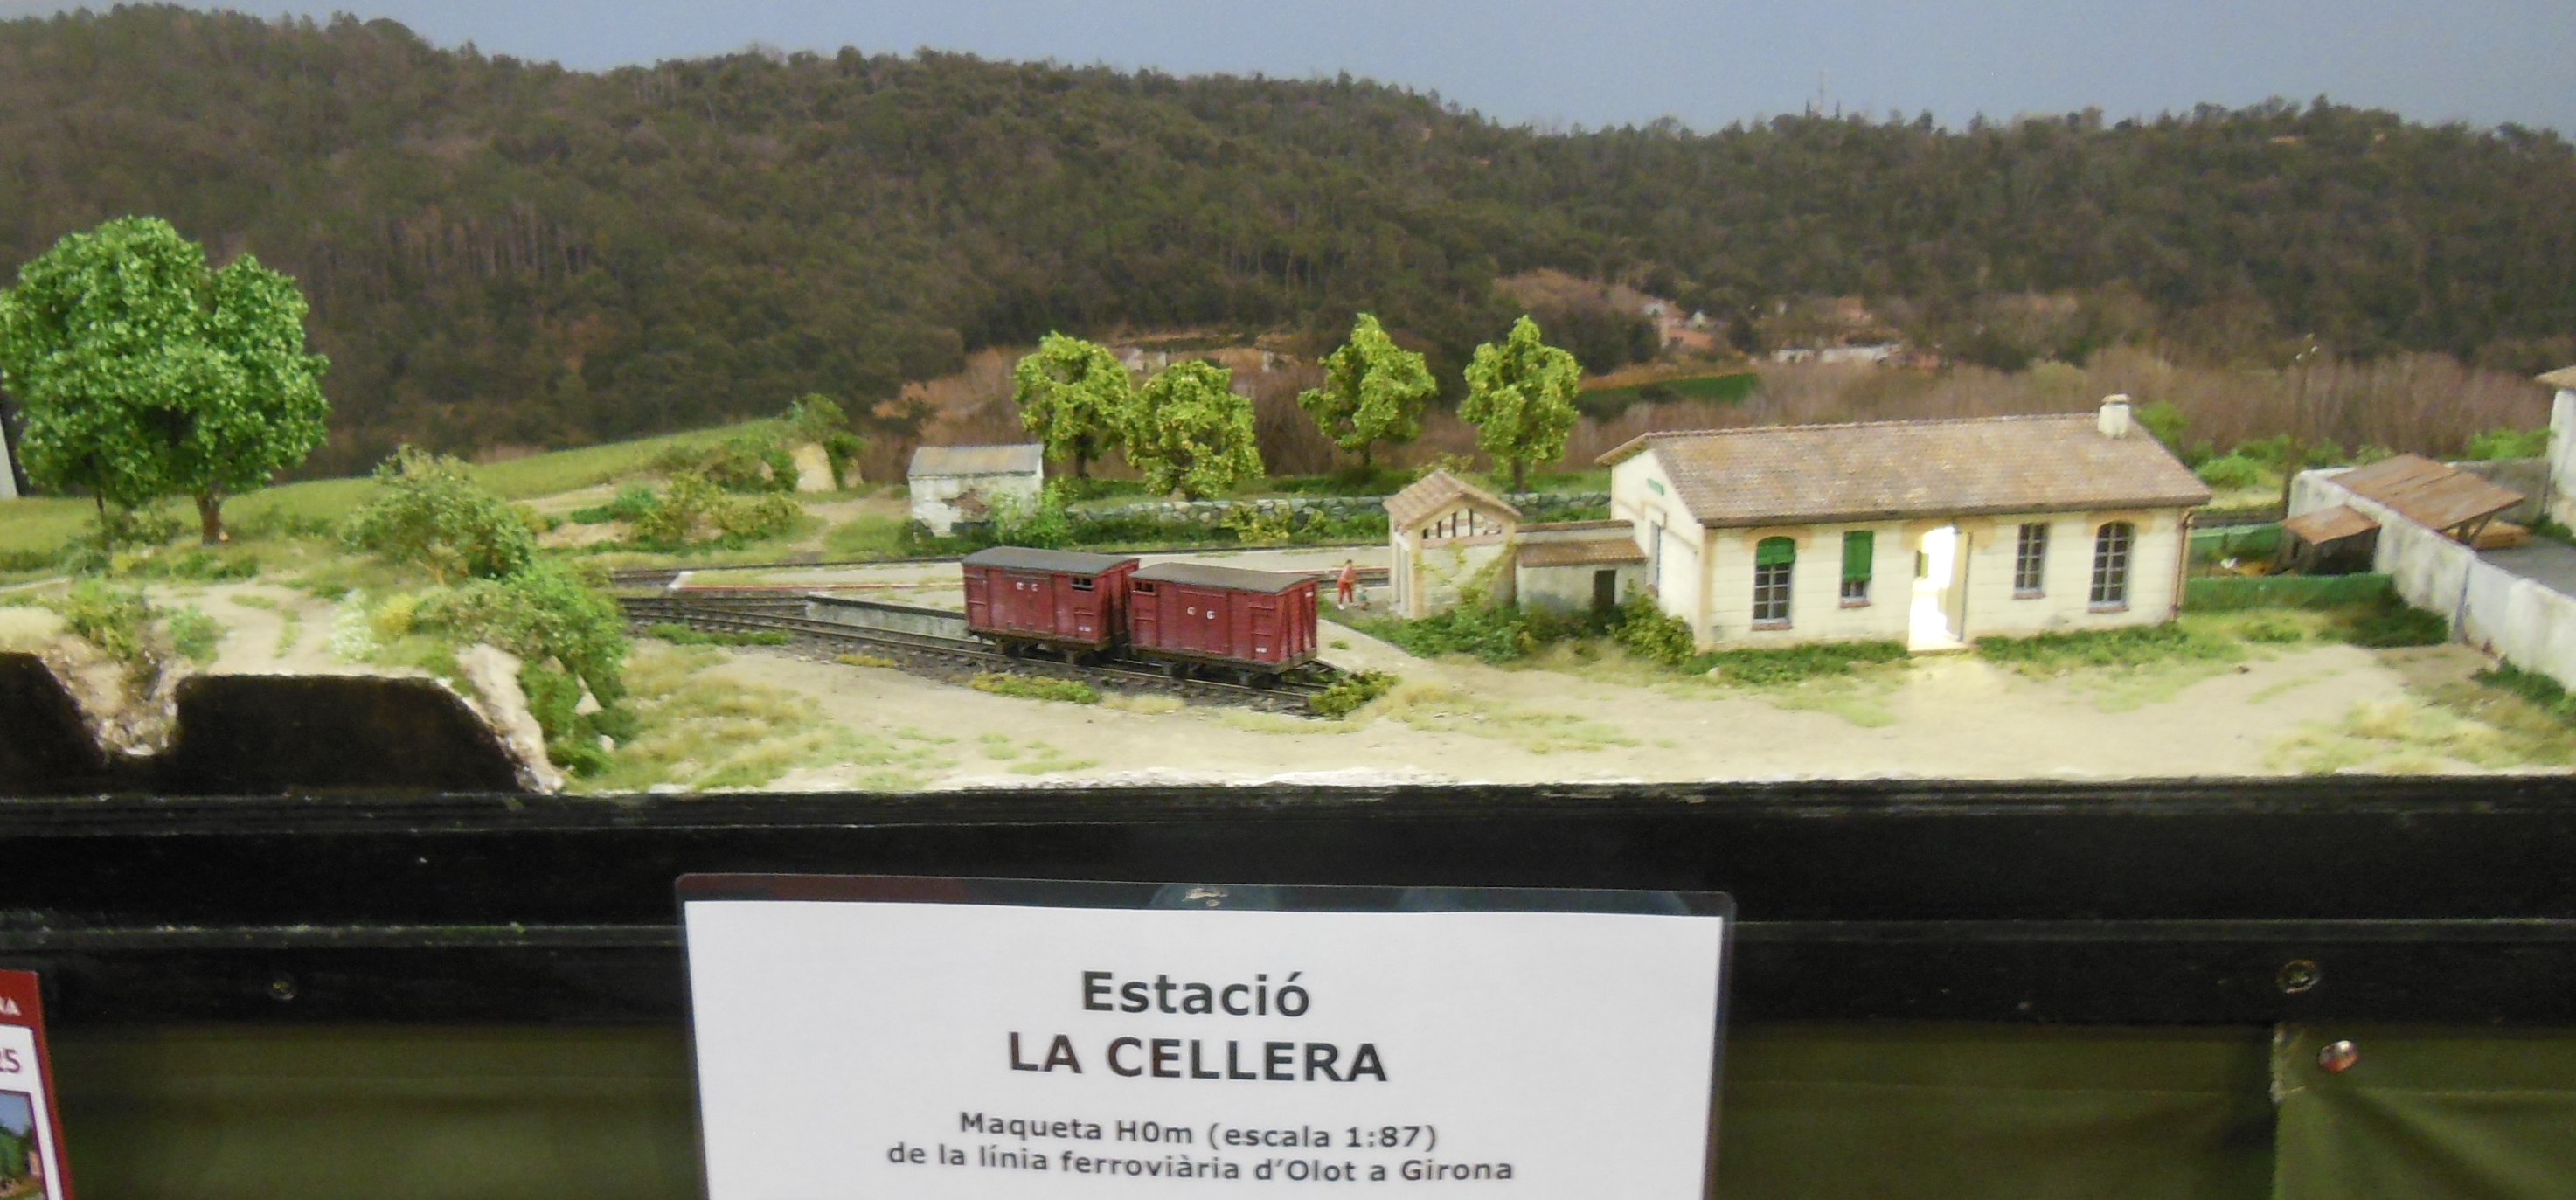 Estació
LA CELLERA
Maqueta H0m (escala 1:87)
de la línia ferroviària d'Olot a Girona
G G